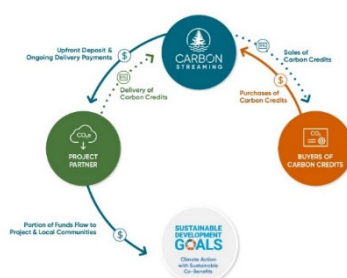 Upfront Deposit &
Ongoing Delivery Payments
$
CARBON
STREAMING
Sales of
Carbon Credits
Delivery of
Carbon Credits
$
Purchases of
Carbon Credits
CO₂e
PROJECT
PARTNER
CO₂
BUYERS OF
CARBON CREDITS
Portion of Funds Flow to
Project & Local Communities
$
SUSTAINABLE
DEVELOPMENT
GOALS
Climate Action
with Sustainable
Co-Benefits